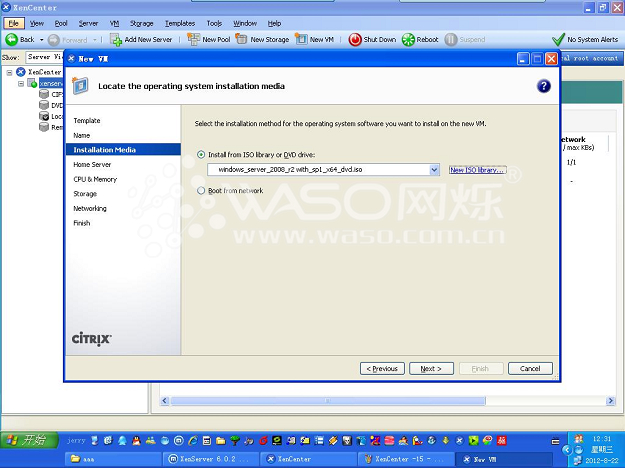 XenCenter
File View Pool Server VM Storage Templates Tools Window Help
Back Forward Add New Server New Pool New Storage New VM Shut Down Reboot Suspend No System Alerts
Show: Server Vi
al root account
New VM
XenCenter
xenserv
CIF
DVD
Loca
Rem
Locate the operating system installation media
Template
Name
Installation Media
Home Server
CPU & Memory
Storage
Networking
Finish
Select the installation method for the operating system software you want to install on the new VM.
Install from ISO library or DVD drive:
windows_server_2008_r2 with_sp1_x64_dvd.iso
New ISO library...
Boot from network
etwork
/ max KBs)
1/1
-
WASO网烁®
www.waso.com.cn
CITRIX
< Previous Next > Finish Cancel
开始
jerry
12:31
星期三
2012-8-22
aaa
XenServer 6.0.2 ...
XenCenter
XenCenter -15 - ...
New VM